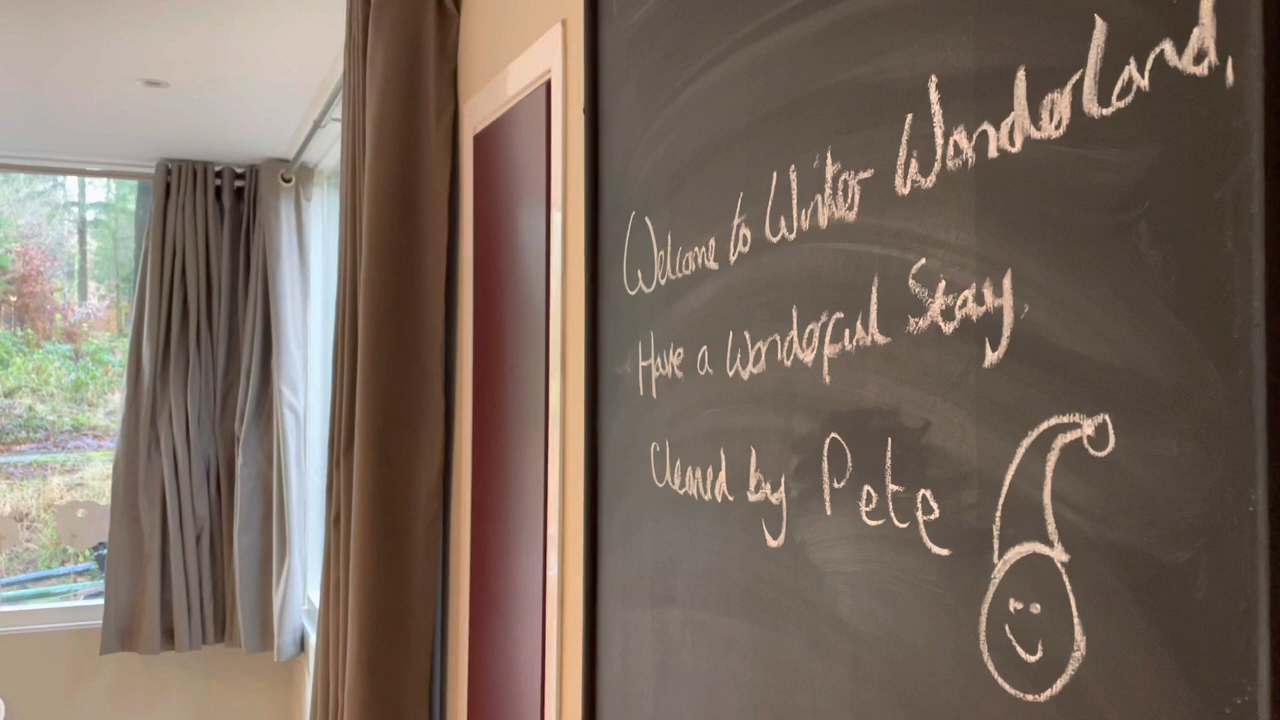 Welcome to Winter Wonderland,
Have a Wonderful Stay,
Cleaned by Pete